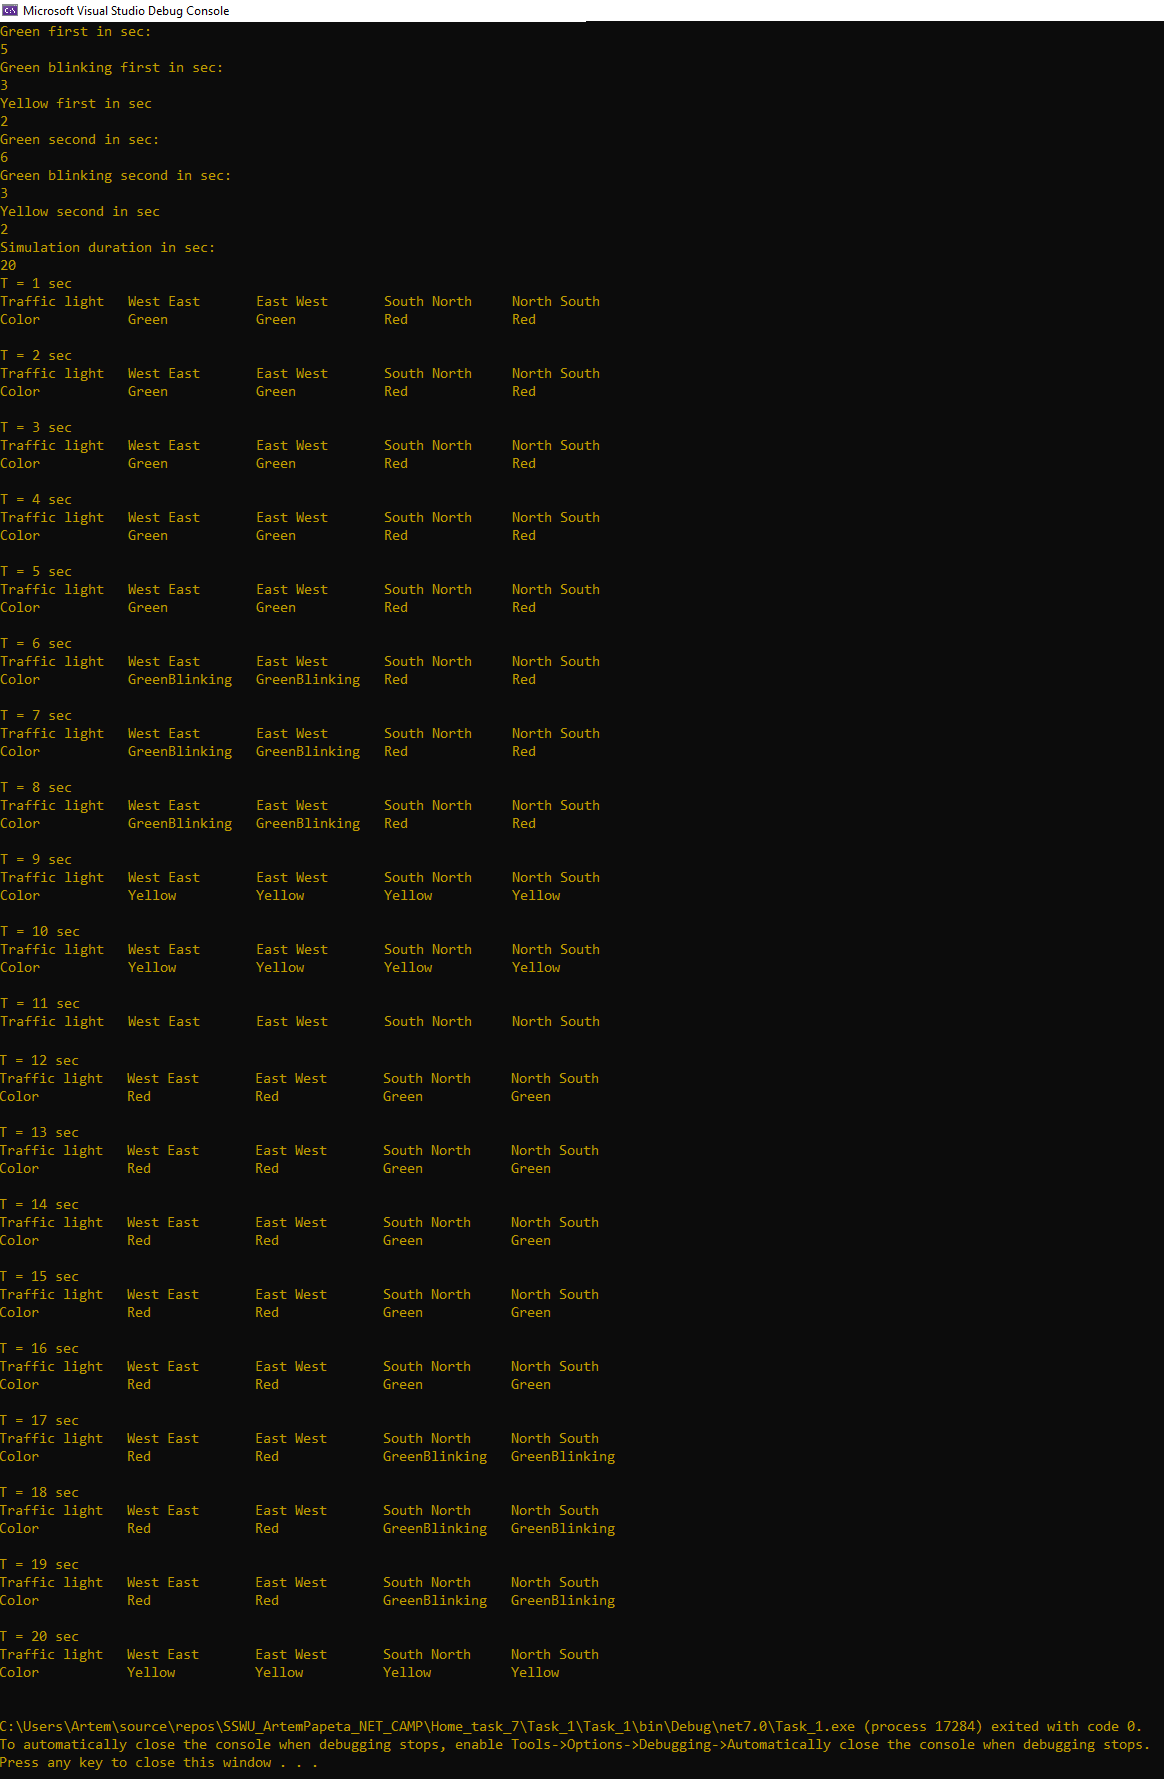 Microsoft Visual Studio Debug Console
Green first in sec:
5
Green blinking first in sec:
3
Yellow first in sec
2
Green second in sec:
6
Green blinking second in sec:
3
Yellow second in sec
2
Simulation duration in sec:
20
T = 1 sec
Traffic light West East East West South North North South
Color Green Green Red Red
T = 2 sec
Traffic light West East East West South North North South
Color Green Green Red Red
T = 3 sec
Traffic light West East East West South North North South
Color Green Green Red Red
T = 4 sec
Traffic light West East East West South North North South
Color Green Green Red Red
T = 5 sec
Traffic light West East East West South North North South
Color Green Green Red Red
T = 6 sec
Traffic light West East East West South North North South
Color GreenBlinking GreenBlinking Red Red
T = 7 sec
Traffic light West East East West South North North South
Color GreenBlinking GreenBlinking Red Red
T = 8 sec
Traffic light West East East West South North North South
Color GreenBlinking GreenBlinking Red Red
T = 9 sec
Traffic light West East East West South North North South
Color Yellow Yellow Yellow Yellow
T = 10 sec
Traffic light West East East West South North North South
Color Yellow Yellow Yellow Yellow
T = 11 sec
Traffic light West East East West South North North South
T = 12 sec
Traffic light West East East West South North North South
Color Red Red Green Green
T = 13 sec
Traffic light West East East West South North North South
Color Red Red Green Green
T = 14 sec
Traffic light West East East West South North North South
Color Red Red Green Green
T = 15 sec
Traffic light West East East West South North North South
Color Red Red Green Green
T = 16 sec
Traffic light West East East West South North North South
Color Red Red Green Green
T = 17 sec
Traffic light West East East West South North North South
Color Red Red GreenBlinking GreenBlinking
T = 18 sec
Traffic light West East East West South North North South
Color Red Red GreenBlinking GreenBlinking
T = 19 sec
Traffic light West East East West South North North South
Color Red Red GreenBlinking GreenBlinking
T = 20 sec
Traffic light West East East West South North North South
Color Yellow Yellow Yellow Yellow
C:\Users\Artem\source\repos\SSWU_ArtemPapeta_NET_CAMP\Home_task_7\Task_1\Task_1\bin\Debug\net7.0\Task_1.exe (process 17284) exited with code 0.
To automatically close the console when debugging stops, enable Tools->Options->Debugging->Automatically close the console when debugging stops.
Press any key to close this window . . .